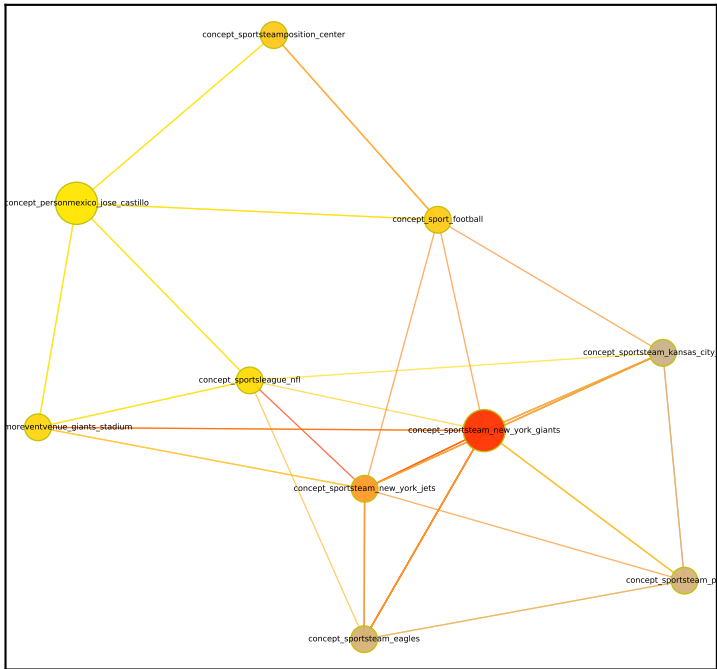 concept_sportsteamposition_center
concept_personmexico_jose_castillo
concept_sport_football
concept_sportsteam_kansas_city_
concept_sportsleague_nfl
moreventvenue_giants_stadium
concept_sportsteam_new_york_giants
concept_sportsteam_new_york_jets
concept_sportsteam_p
concept_sportsteam_eagles